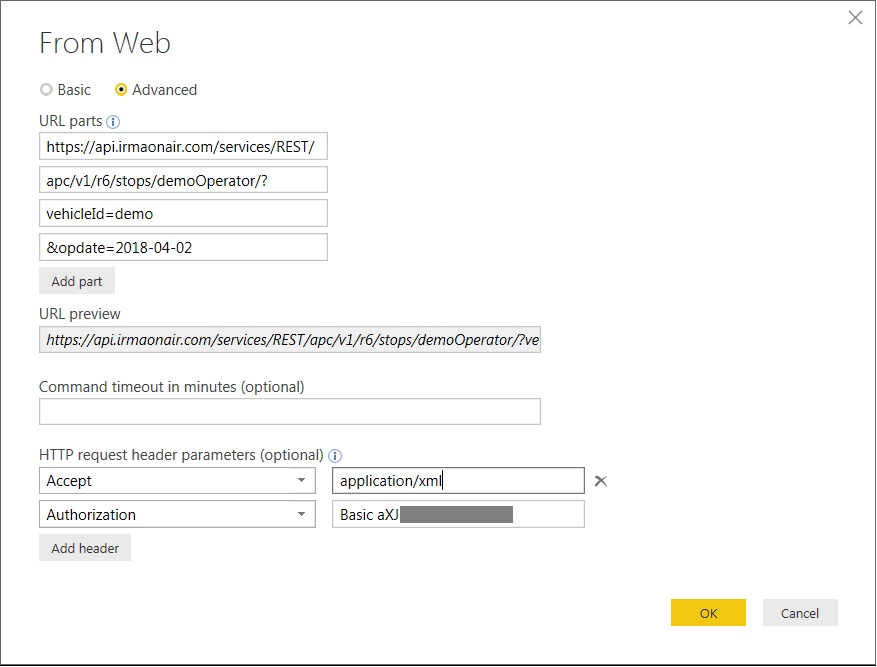 From Web
Basic Advanced
URL parts
https://api.irmaonair.com/services/REST/
apc/v1/r6/stops/demoOperator/?
vehicleId=demo
&opdate=2018-04-02
Add part
URL preview
https://api.irmaonair.com/services/REST/apc/v1/r6/stops/demoOperator/?ve
Command timeout in minutes (optional)
HTTP request header parameters (optional)
Accept application/xml
Authorization Basic aXJ
Add header
OK Cancel